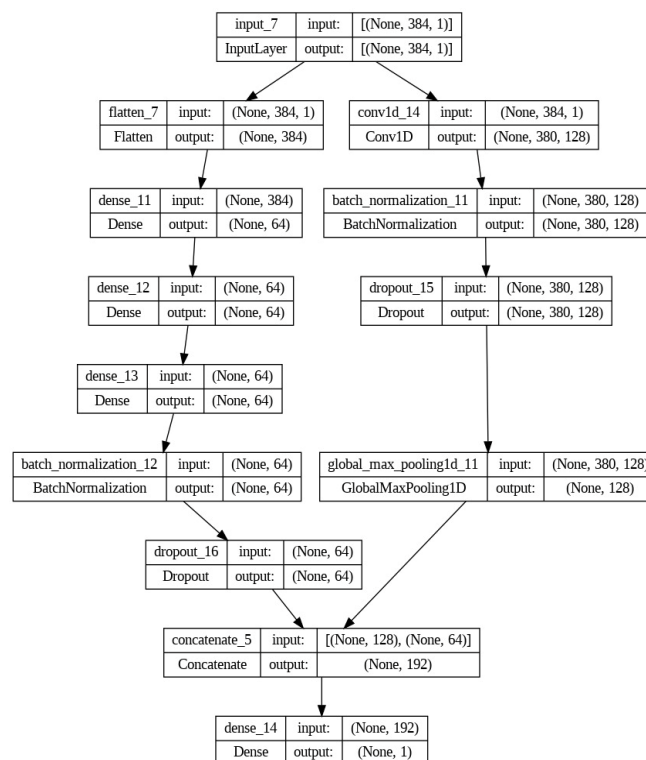 input_7 input: [(None, 384, 1)]
InputLayer output: [(None, 384, 1)]
flatten_7 input: (None, 384, 1)
Flatten output: (None, 384)
conv1d_14 input: (None, 384, 1)
Conv1D output: (None, 380, 128)
dense_11 input: (None, 384)
Dense output: (None, 64)
batch_normalization_11 input: (None, 380, 128)
BatchNormalization output: (None, 380, 128)
dense_12 input: (None, 64)
Dense output: (None, 64)
dropout_15 input: (None, 380, 128)
Dropout output: (None, 380, 128)
dense_13 input: (None, 64)
Dense output: (None, 64)
batch_normalization_12 input: (None, 64)
BatchNormalization output: (None, 64)
global_max_pooling1d_11 input: (None, 380, 128)
GlobalMaxPooling1D output: (None, 128)
dropout_16 input: (None, 64)
Dropout output: (None, 64)
concatenate_5 input: [(None, 128), (None, 64)]
Concatenate output: (None, 192)
dense_14 input: (None, 192)
Dense output: (None, 1)